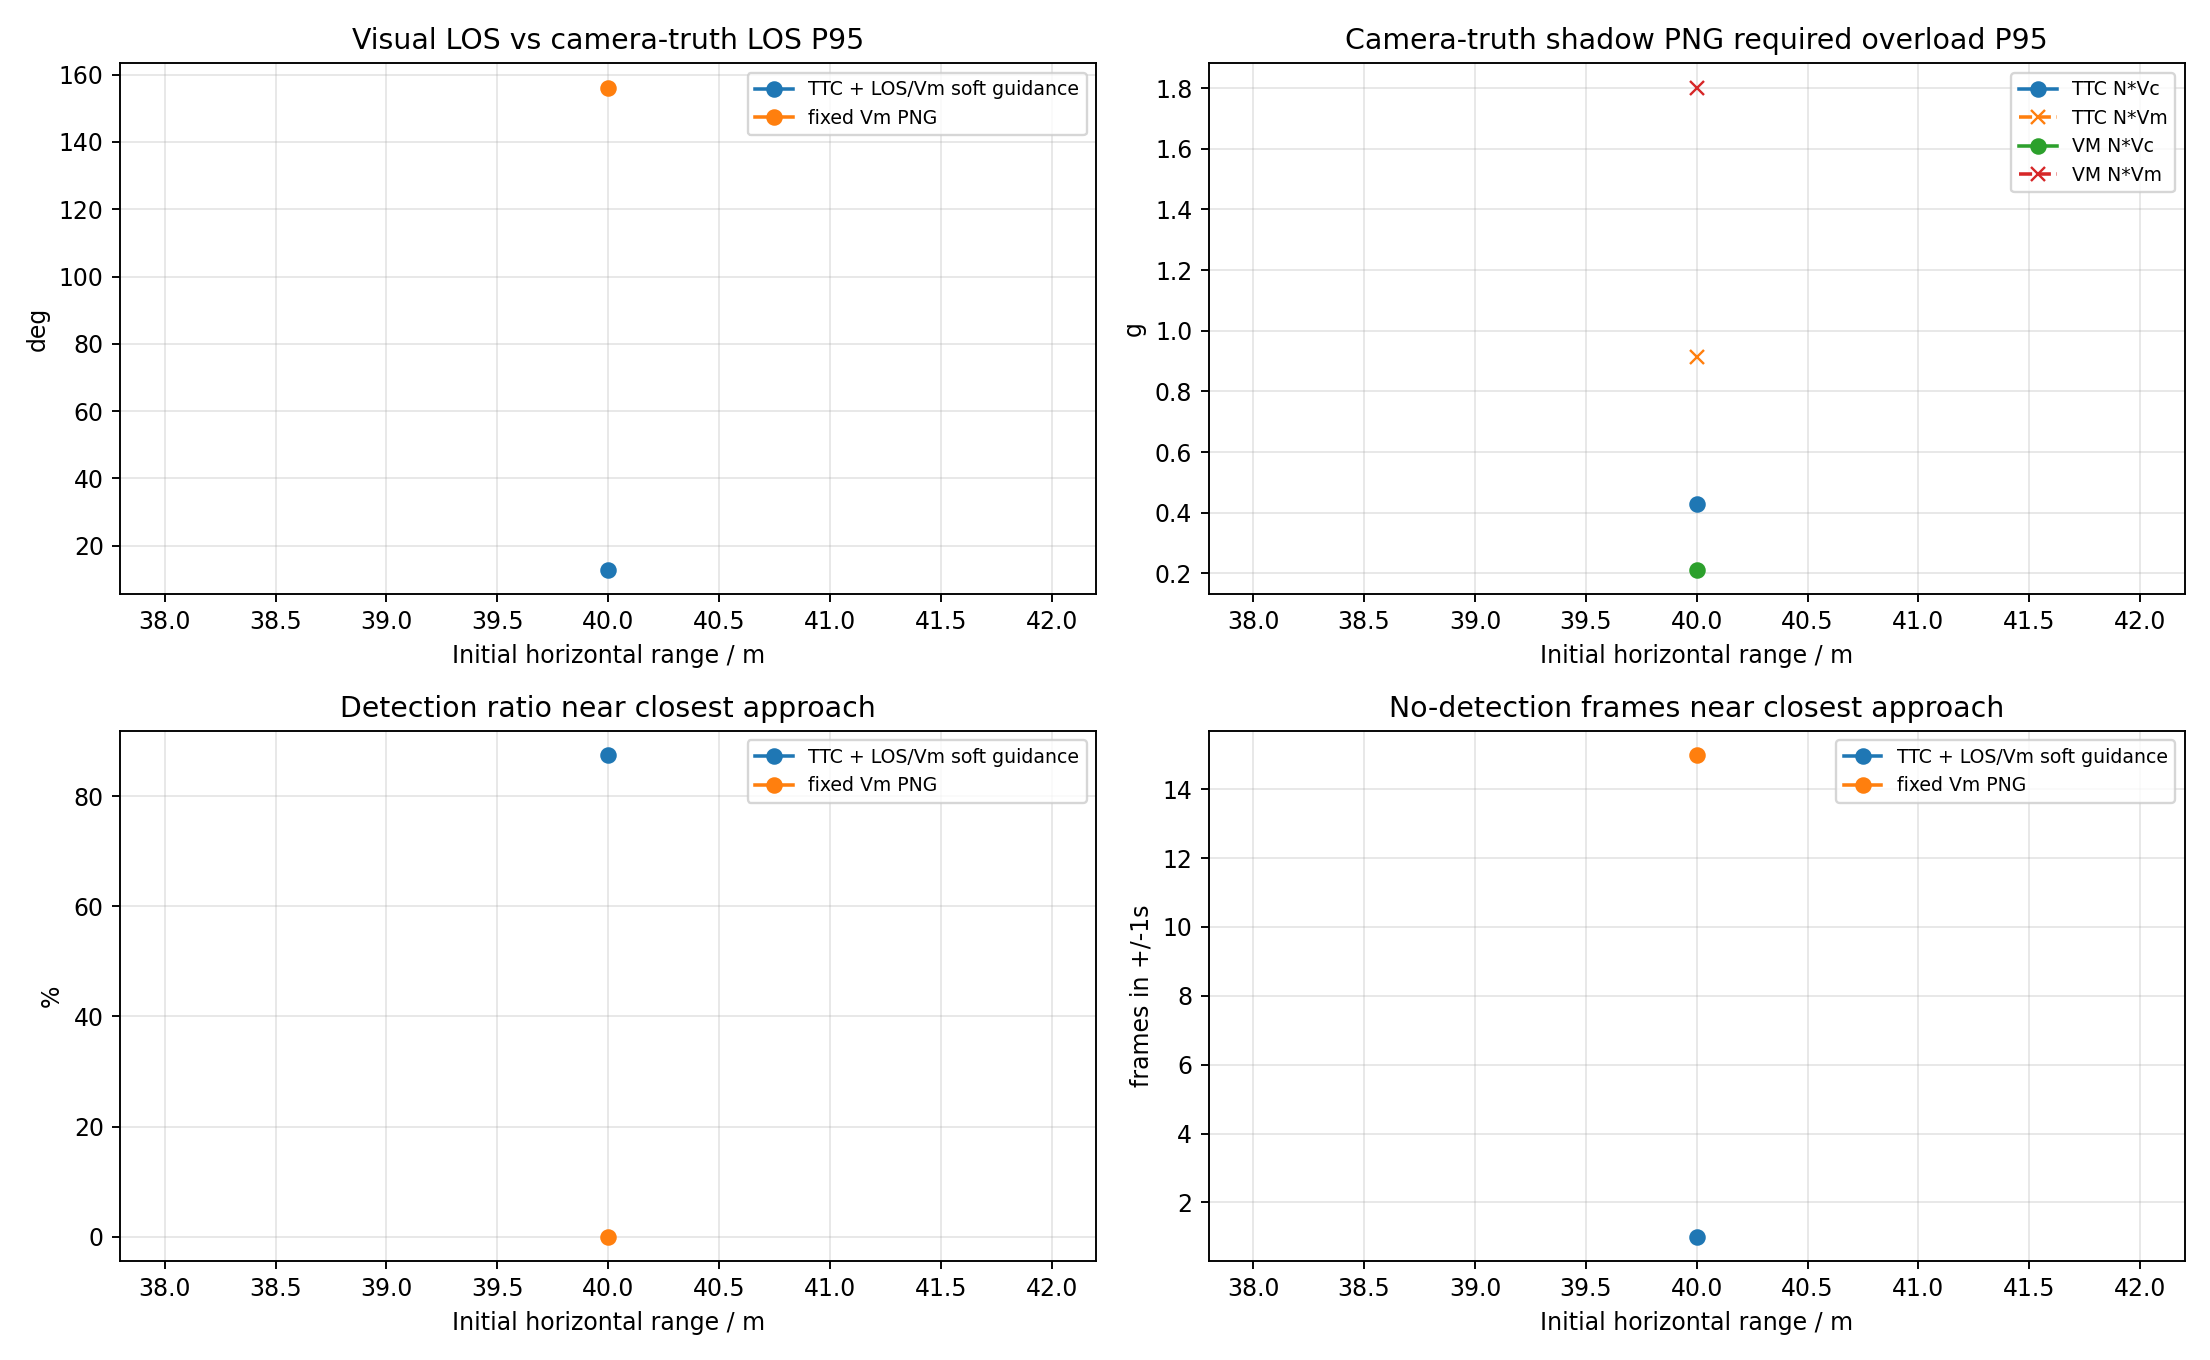 Visual LOS vs camera-truth LOS P95
160
140
120
100
80
60
40
20
deg
TTC + LOS/Vm soft guidance
fixed Vm PNG
38.0 38.5 39.0 39.5 40.0 40.5 41.0 41.5 42.0
Initial horizontal range / m
Camera-truth shadow PNG required overload P95
1.8
1.6
1.4
1.2
1.0
0.8
0.6
0.4
0.2
g
TTC N*Vc
TTC N*Vm
VM N*Vc
VM N*Vm
38.0 38.5 39.0 39.5 40.0 40.5 41.0 41.5 42.0
Initial horizontal range / m
Detection ratio near closest approach
80
60
40
20
0
%
TTC + LOS/Vm soft guidance
fixed Vm PNG
38.0 38.5 39.0 39.5 40.0 40.5 41.0 41.5 42.0
Initial horizontal range / m
No-detection frames near closest approach
14
12
10
8
6
4
2
frames in +/-1s
TTC + LOS/Vm soft guidance
fixed Vm PNG
38.0 38.5 39.0 39.5 40.0 40.5 41.0 41.5 42.0
Initial horizontal range / m